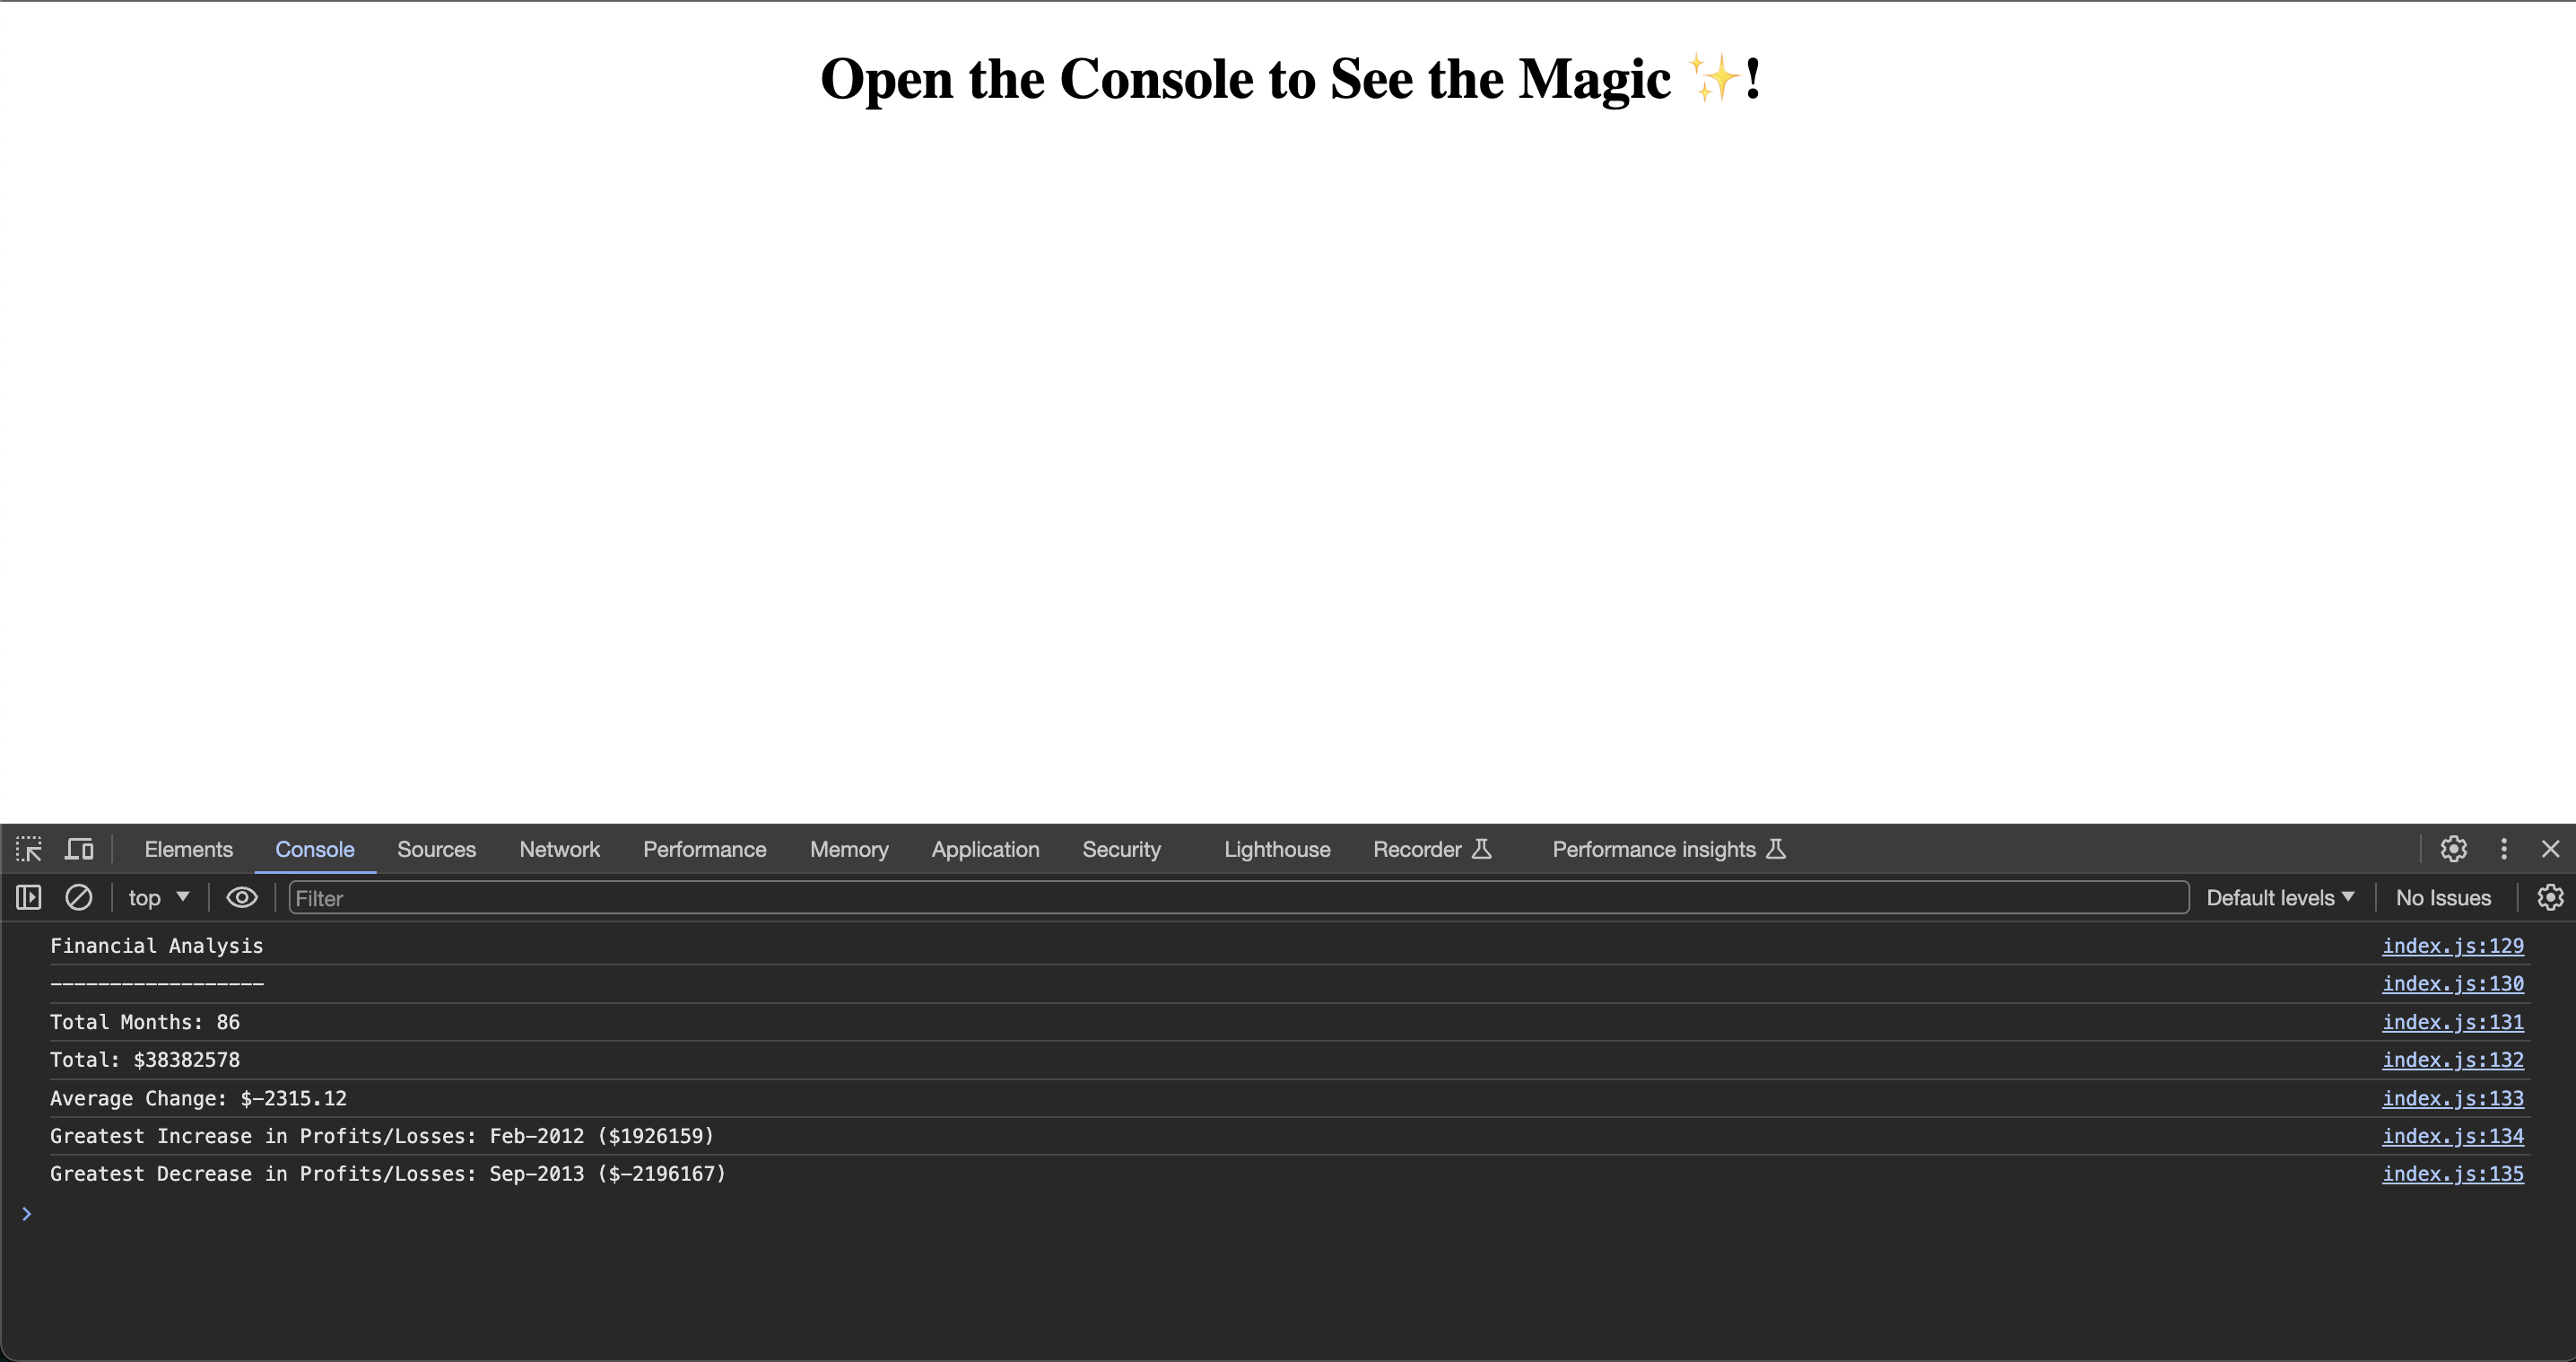 Open the Console to See the Magic ✨!
Elements Console Sources Network Performance Memory Application Security Lighthouse Recorder Performance insights
top Filter Default levels No Issues
Financial Analysis index.js:129
------------------ index.js:130
Total Months: 86 index.js:131
Total: $38382578 index.js:132
Average Change: $-2315.12 index.js:133
Greatest Increase in Profits/Losses: Feb-2012 ($1926159) index.js:134
Greatest Decrease in Profits/Losses: Sep-2013 ($-2196167) index.js:135